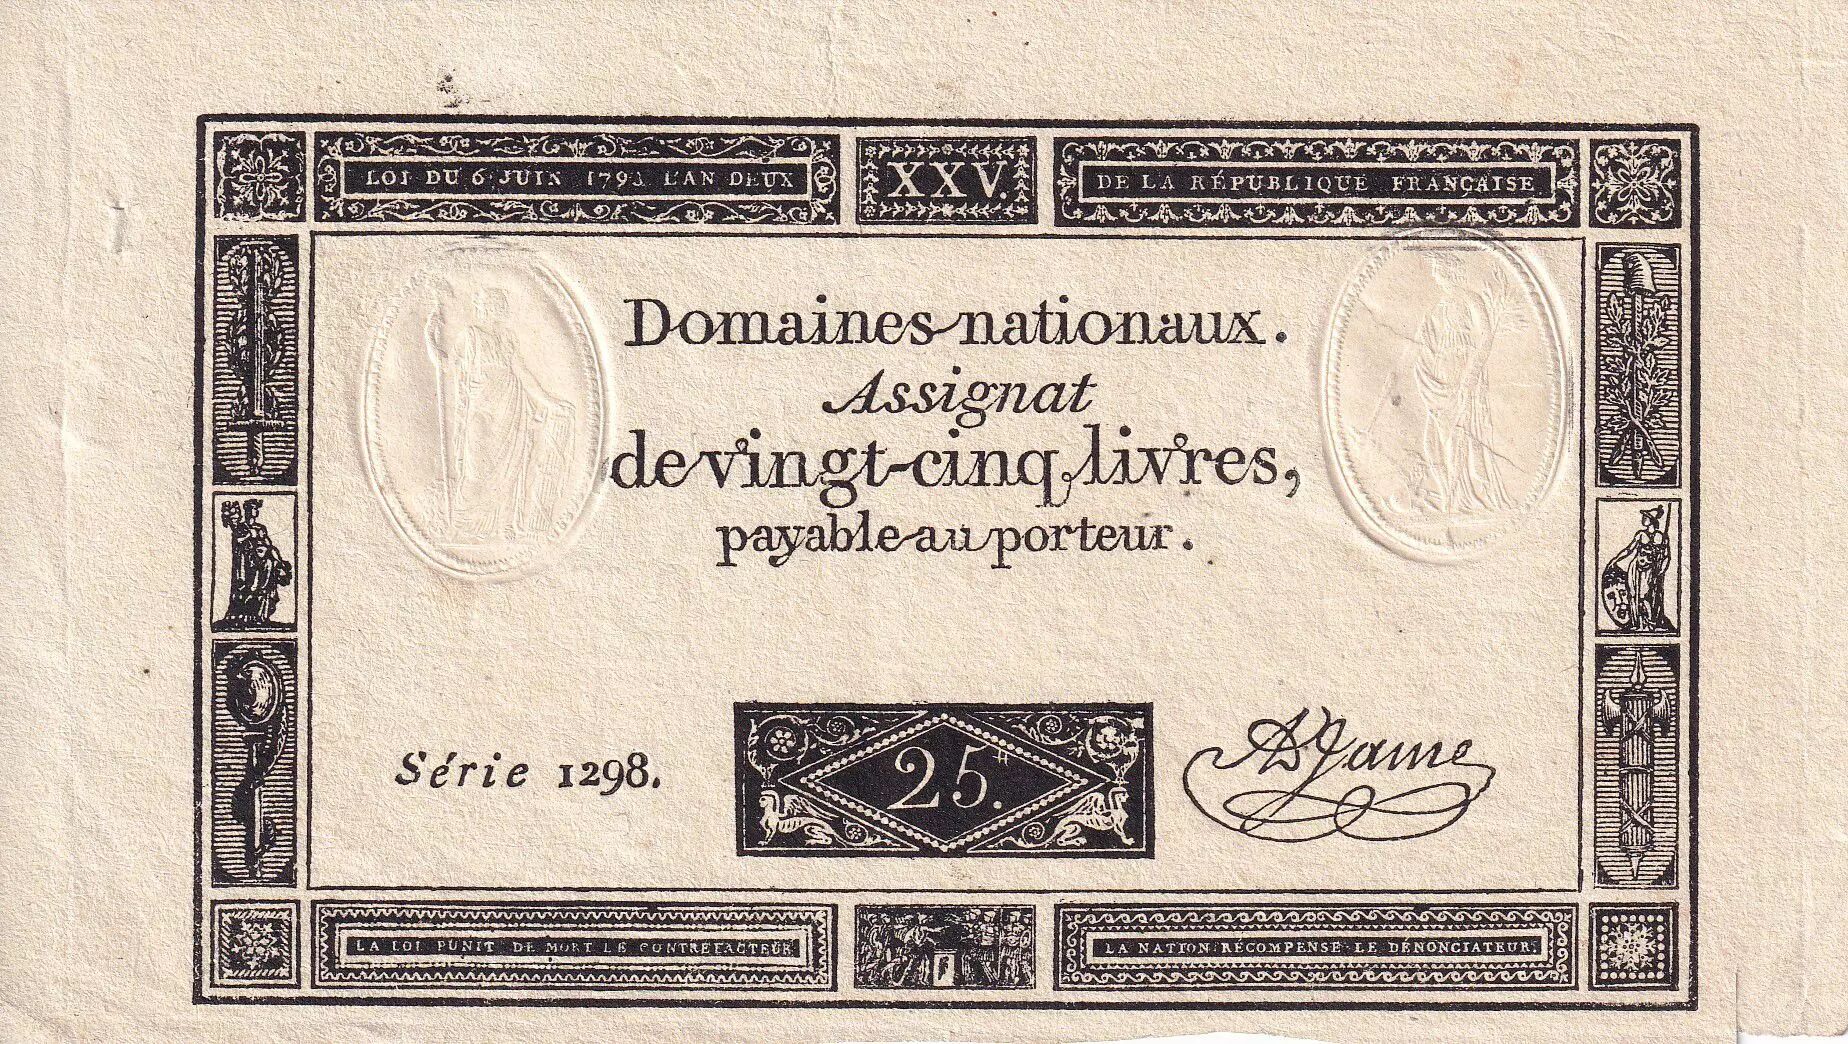 LOI DU 6 JUIN 1793 L'AN DEUX
XXV.
DE LA RÉPUBLIQUE FRANÇAISE
Domaines nationaux.
Assignat
de vingt-cinq livres,
payable au porteur.
Série 1298.
25.
A Jame
LA LOI PUNIT DE MORT LE CONTREFACTEUR
LA NATION RÉCOMPENSE LE DÉNONCIATEUR.